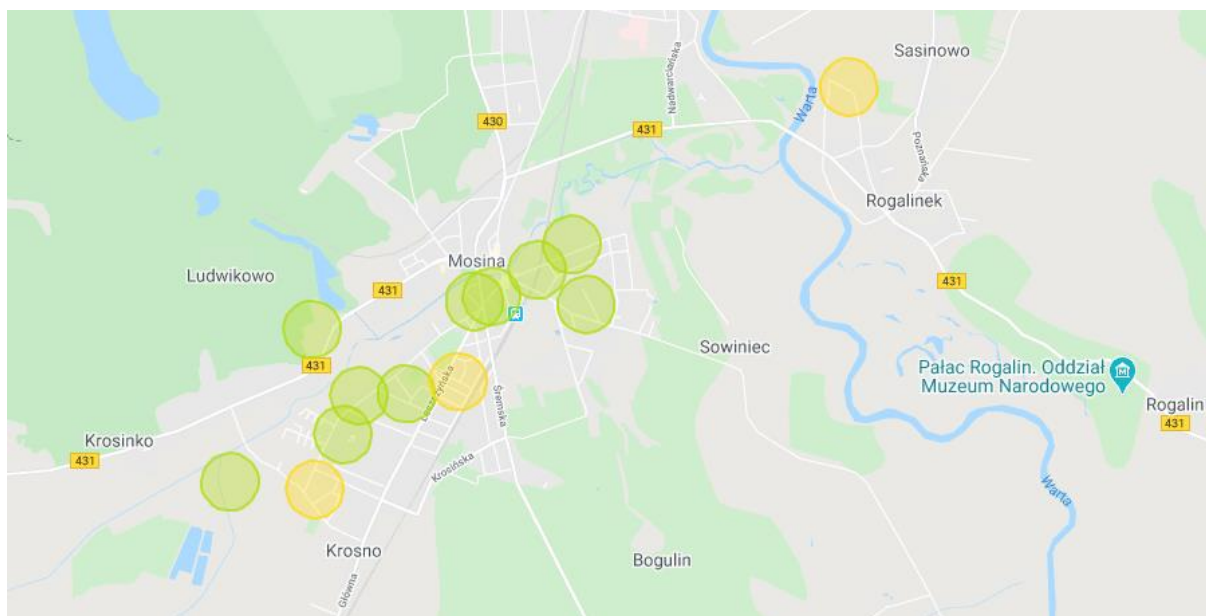 Sasinowo
Nadwarciańska
Warta
430
431
Poznańska
Rogalinek
Mosina
Ludwikowo
431
431
Sowiniec
431
Pałac Rogalin. Oddział
Muzeum Narodowego
Leszczyńska
Śremska
Rogalin
431
Krosinko
431
Krosińska
Warta
Krosno
Bogulin
Główna